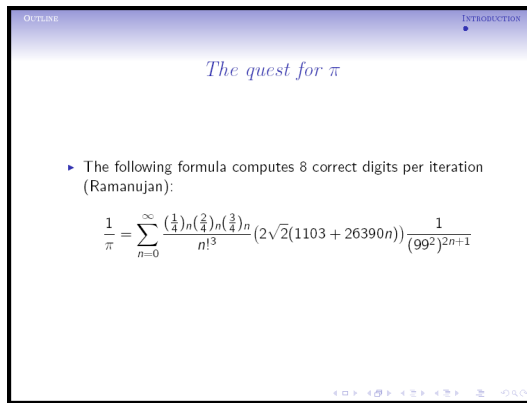 OUTLINE INTRODUCTION
The quest for π
▸ The following formula computes 8 correct digits per iteration
(Ramanujan):
1/π = ∑_{n=0}^{∞} (1/4)_n(2/4)_n(3/4)_n / n!^3 (2√2(1103 + 26390n)) 1/(99^2)^{2n+1}